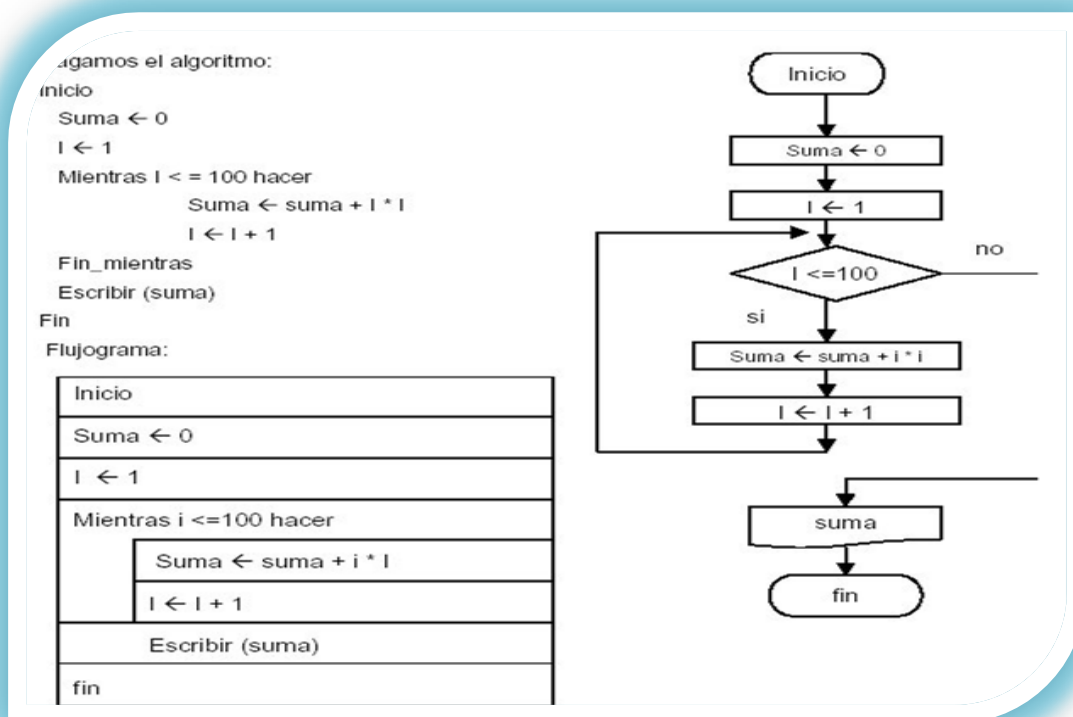 agamos el algoritmo:
Inicio
Suma ← 0
I ← 1
Mientras I < = 100 hacer
Suma ← suma + I * I
I ← I + 1
Fin_mientras
Escribir (suma)
Fin
Flujograma:
Inicio
Suma ← 0
I ← 1
Mientras i <=100 hacer
Suma ← suma + i * I
I ← I + 1
Escribir (suma)
fin
Inicio
Suma ← 0
I ← 1
I <=100
no
si
Suma ← suma + i * i
I ← I + 1
suma
fin